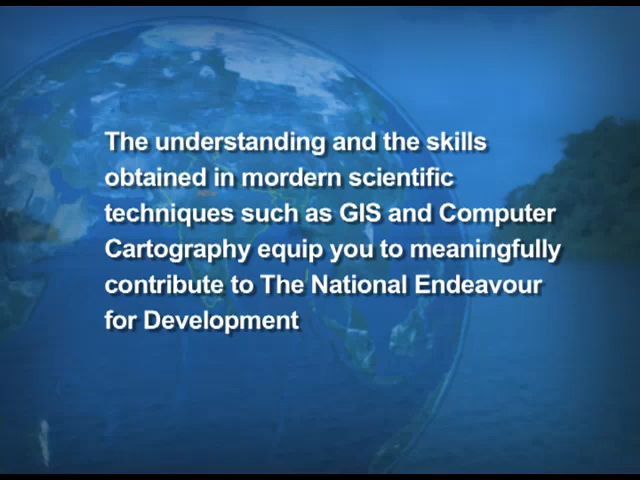 The understanding and the skills
obtained in mordern scientific
techniques such as GIS and Computer
Cartography equip you to meaningfully
contribute to The National Endeavour
for Development